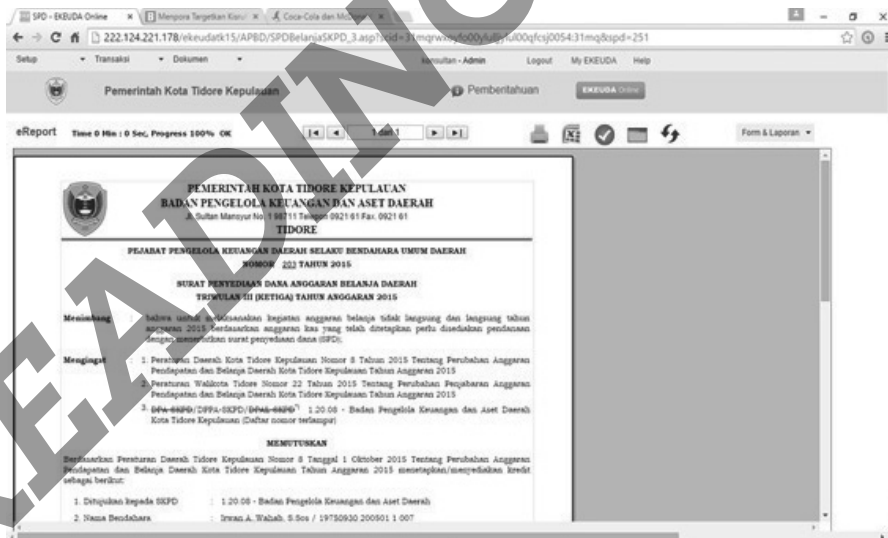 SPD - EKEUDA Online
Menpora Targetkan
Coca-Cola dan
222.124.221.178/ekeudatk15/APBD/SPDBelanjaSKPD_3.asp?
Setup Transaksi Dokumen konsultan - Admin Logout My EKEUDA Help
Pemerintah Kota Tidore Kepulauan Pemberitahuan EKEUDA Online
eReport Time 0 Min : 0 Sec, Progress 100% OK 1 dari 1 Form & Laporan
PEMERINTAH KOTA TIDORE KEPULAUAN
BADAN PENGELOLA KEUANGAN DAN ASET DAERAH
Jl. Sultan Mansyur No. 1 98711 Telepon 0921 61 Fax. 0921 61
TIDORE
PEJABAT PENGELOLA KEUANGAN DAERAH SELAKU BENDAHARA UMUM DAERAH
NOMOR 203 TAHUN 2015
SURAT PENYEDIAAN DANA ANGGARAN BELANJA DAERAH
TRIWULAN III (KETIGA) TAHUN ANGGARAN 2015
Menimbang : bahwa untuk melaksanakan kegiatan anggaran belanja tidak langsung dan langsung tahun
anggaran 2015 berdasarkan anggaran kas yang telah ditetapkan perlu disediakan pendanaan
dengan menerbitkan surat penyediaan dana (SPD);
Mengingat : 1. Peraturan Daerah Kota Tidore Kepulauan Nomor 8 Tahun 2015 Tentang Perubahan Anggaran
Pendapatan dan Belanja Daerah Kota Tidore Kepulauan Tahun Anggaran 2015
2. Peraturan Walikota Tidore Nomor 22 Tahun 2015 Tentang Perubahan Penjabaran Anggaran
Pendapatan dan Belanja Daerah Kota Tidore Kepulauan Tahun Anggaran 2015
3. DPA-SKPD/DPPA-SKPD/DPAL-SKPD*) 1.20.08 - Badan Pengelola Keuangan dan Aset Daerah
Kota Tidore Kepulauan (Daftar nomor terlampir)
MEMUTUSKAN
Berdasarkan Peraturan Daerah Tidore Kepulauan Nomor 8 Tanggal 1 Oktober 2015 Tentang Perubahan Anggaran
Pendapatan dan Belanja Daerah Kota Tidore Kepulauan Tahun Anggaran 2015 menetapkan/menyediakan kredit
sebagai berikut:
1. Ditujukan kepada SKPD : 1.20.08 - Badan Pengelola Keuangan dan Aset Daerah
2. Nama Bendahara : Irwan A. Wahab, S.Sos / 19750930 200501 1 007
READING